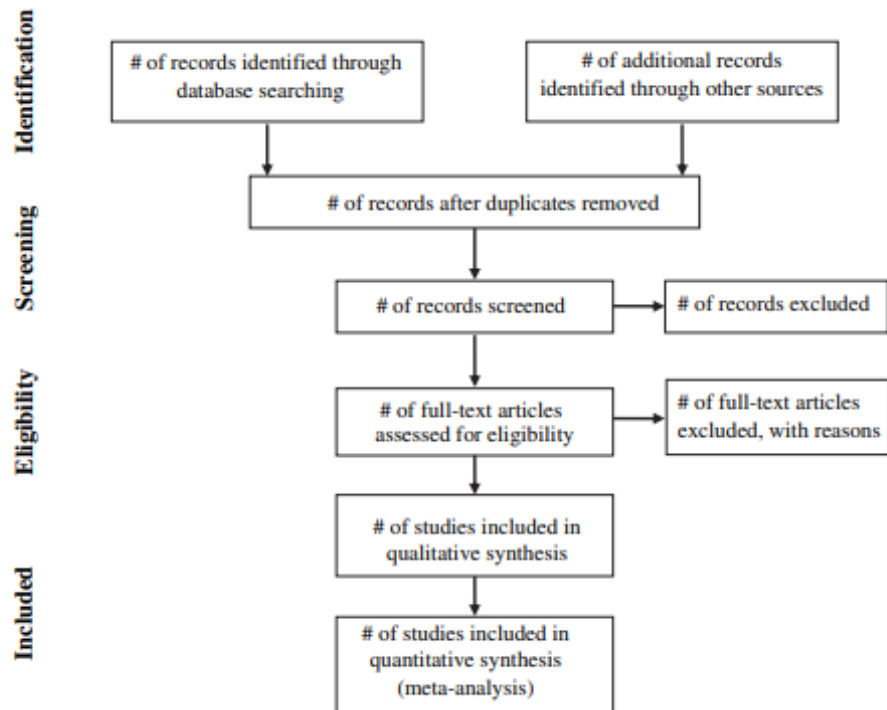 Identification
# of records identified through
database searching
# of additional records
identified through other sources
# of records after duplicates removed
Screening
# of records screened
# of records excluded
Eligibility
# of full-text articles
assessed for eligibility
# of full-text articles
excluded, with reasons
Included
# of studies included in
qualitative synthesis
# of studies included in
quantitative synthesis
(meta-analysis)